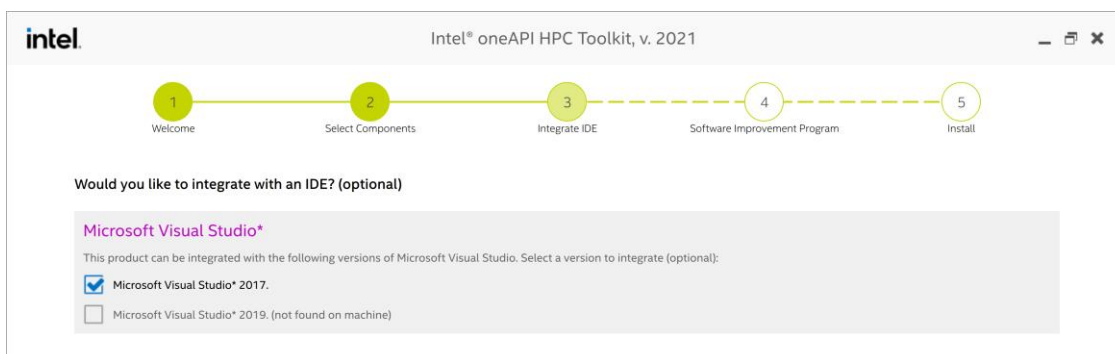 intel.
Intel® oneAPI HPC Toolkit, v. 2021
1
2
3
4
5
Welcome
Select Components
Integrate IDE
Software Improvement Program
Install
Would you like to integrate with an IDE? (optional)
Microsoft Visual Studio*
This product can be integrated with the following versions of Microsoft Visual Studio. Select a version to integrate (optional):
Microsoft Visual Studio* 2017.
Microsoft Visual Studio* 2019. (not found on machine)